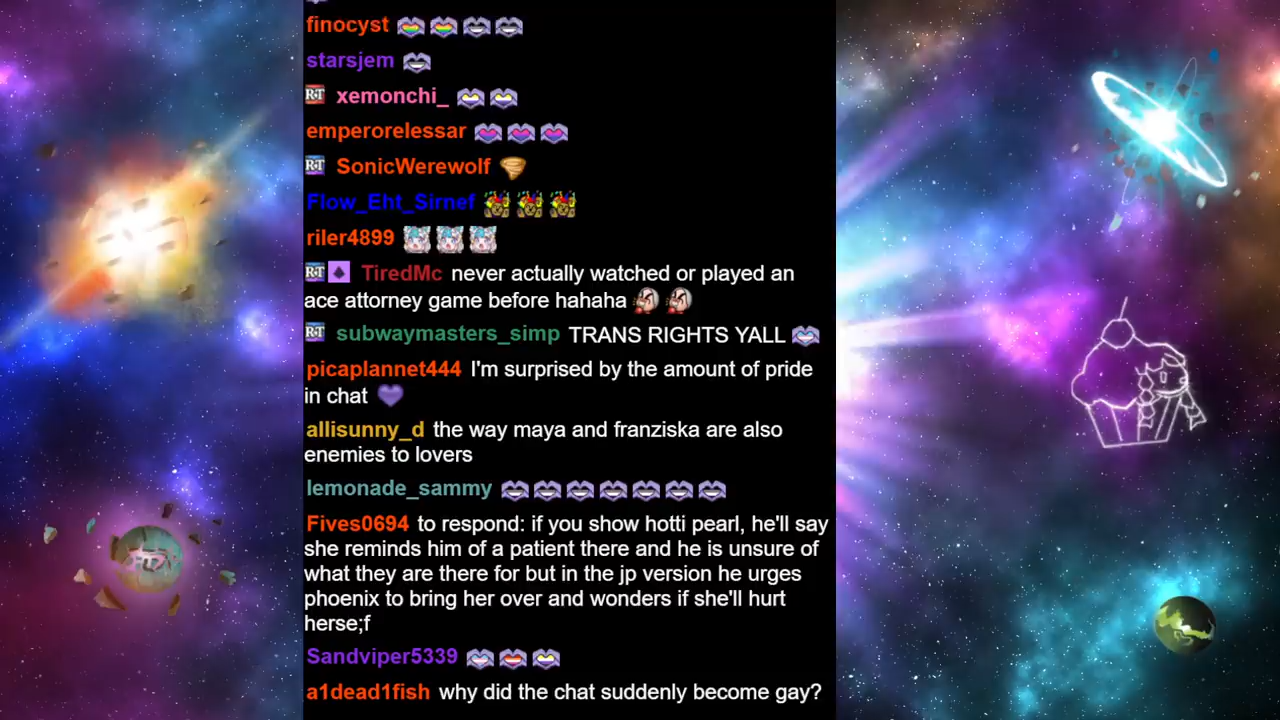 finocyst
starsjem
RT xemonchi_
emperorelessar
RT SonicWerewolf
Flow_Eht_Sirnef
riler4899
RT TiredMc never actually watched or played an
ace attorney game before hahaha
RT subwaymasters_simp TRANS RIGHTS YALL
picaplannet444 I'm surprised by the amount of pride
in chat
allisunny_d the way maya and franziska are also
enemies to lovers
lemonade_sammy
Fives0694 to respond: if you show hotti pearl, he'll say
she reminds him of a patient there and he is unsure of
what they are there for but in the jp version he urges
phoenix to bring her over and wonders if she'll hurt
herse;f
Sandviper5339
a1dead1fish why did the chat suddenly become gay?